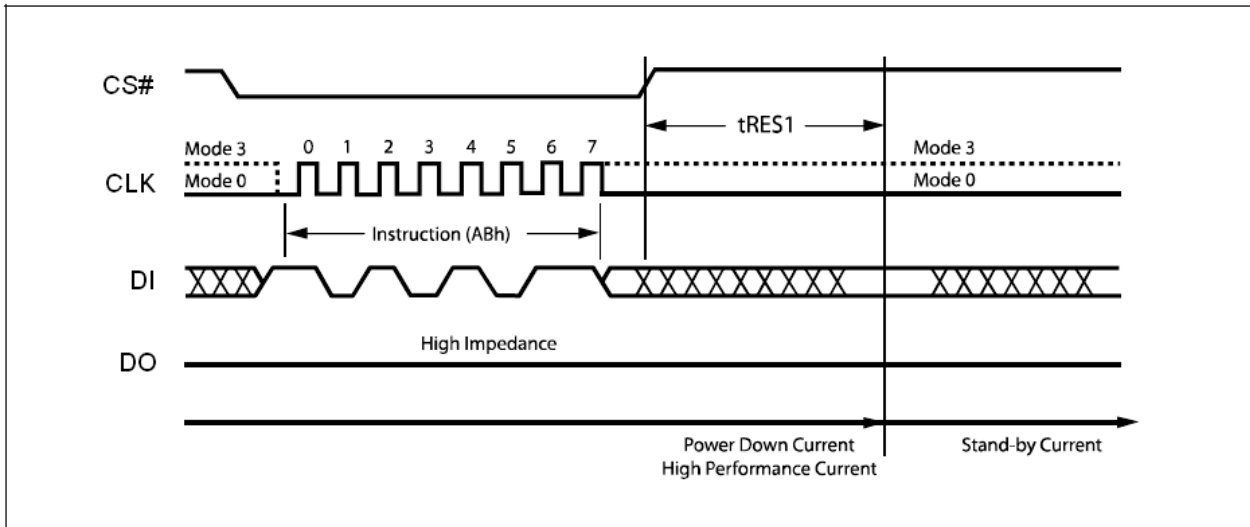 CS#
tRES1
Mode 3
0 1 2 3 4 5 6 7
Mode 3
CLK
Mode 0
Mode 0
Instruction (ABh)
DI
High Impedance
DO
Power Down Current
High Performance Current
Stand-by Current